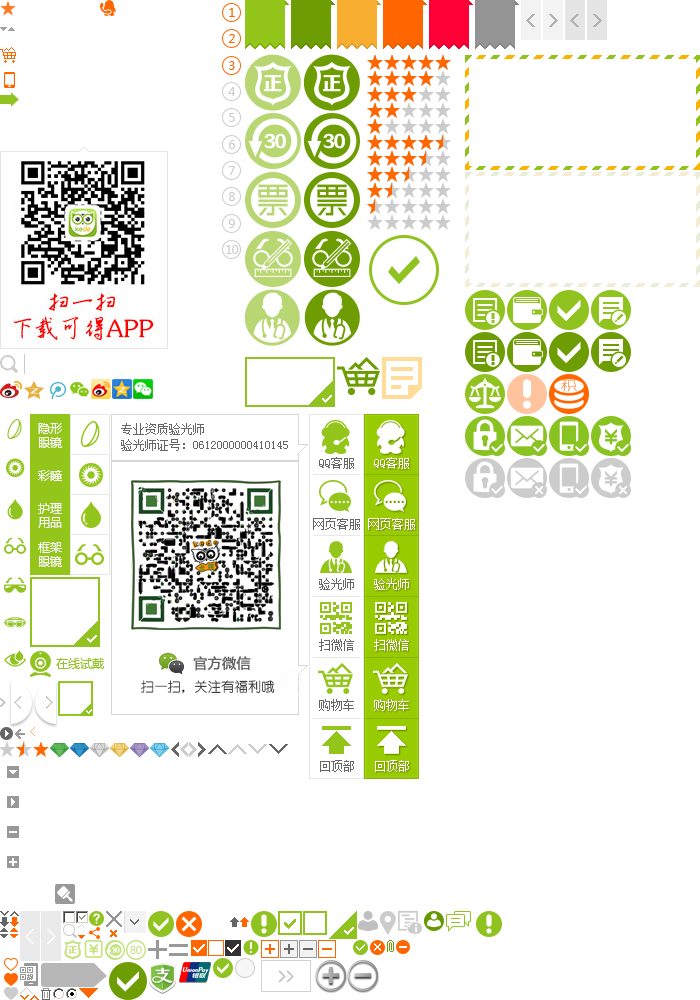 1
2
3
4
5
6
7
8
9
10
正
正
30
30
票
票
扫一扫
下载可得APP
积
隐形
眼镜
彩瞳
护理
用品
框架
眼镜
在线试戴
专业资质验光师
验光师证号：0612000000410145
官方微信
扫一扫，关注有福利哦
QQ客服
QQ客服
网页客服
网页客服
验光师
验光师
扫微信
扫微信
购物车
购物车
回顶部
回顶部
正
¥
30
80
支
UnionPay
银联